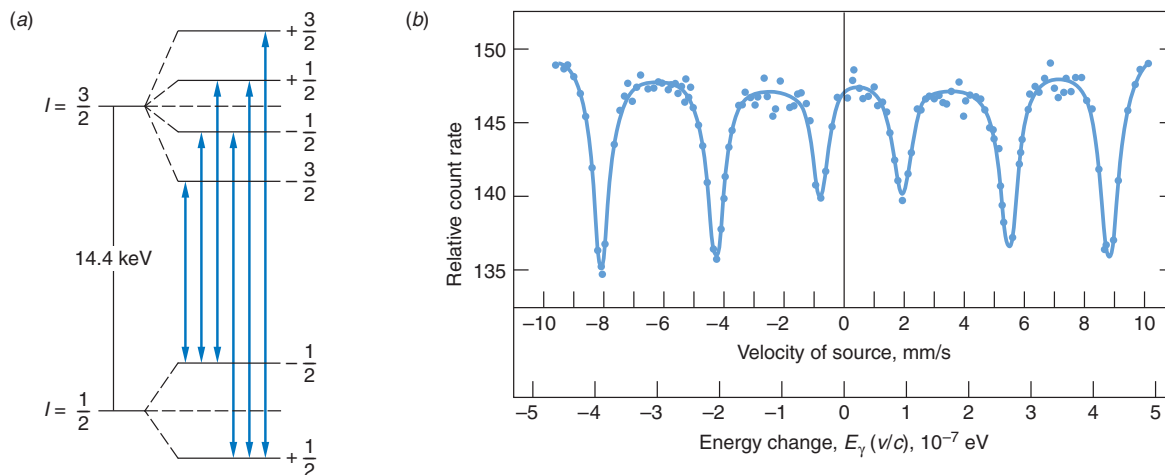 (a)
+ 3/2
+ 1/2
I = 3/2
− 1/2
− 3/2
14.4 keV
− 1/2
I = 1/2
+ 1/2
(b)
Relative count rate
150
145
140
135
−10 −8 −6 −4 −2 0 2 4 6 8 10
Velocity of source, mm/s
−5 −4 −3 −2 −1 0 1 2 3 4 5
Energy change, Eγ (v/c), 10⁻⁷ eV